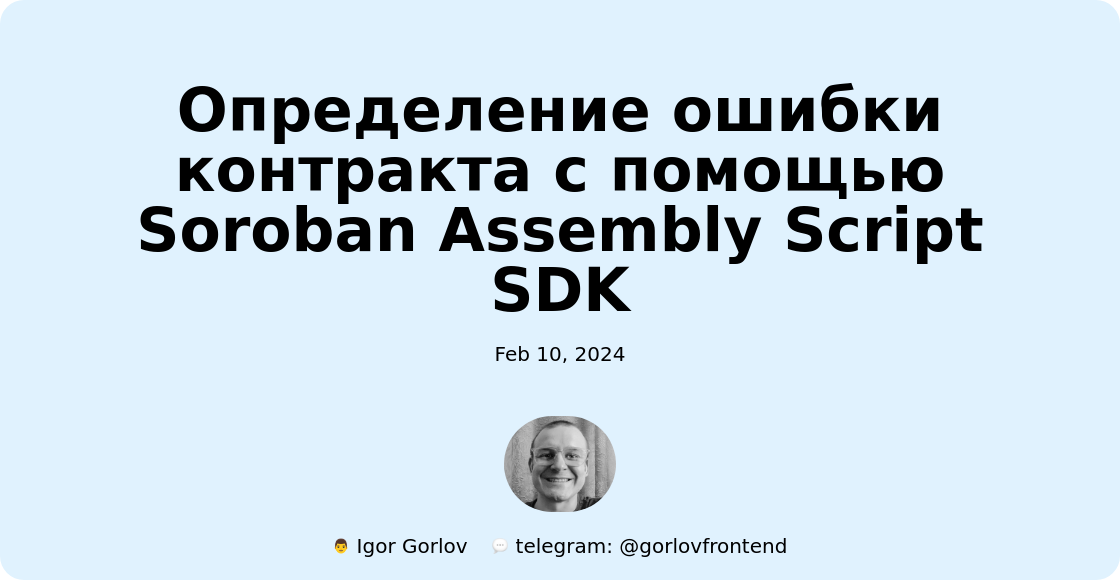 Определение ошибки
контракта с помощью
Soroban Assembly Script
SDK
Feb 10, 2024
👨 Igor Gorlov 💬 telegram: @gorlovfrontend